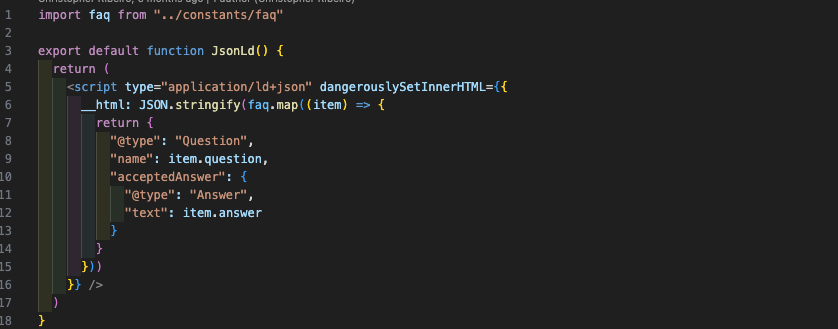 Christopher Ribeiro, 8 months ago | 1 author (Christopher Ribeiro)
1 import faq from "../constants/faq"
2
3 export default function JsonLd() {
4 return (
5 <script type="application/ld+json" dangerouslySetInnerHTML={{
6 __html: JSON.stringify(faq.map((item) => {
7 return {
8 "@type": "Question",
9 "name": item.question,
10 "acceptedAnswer": {
11 "@type": "Answer",
12 "text": item.answer
13 }
14 }
15 }))
16 }} />
17 )
18 }